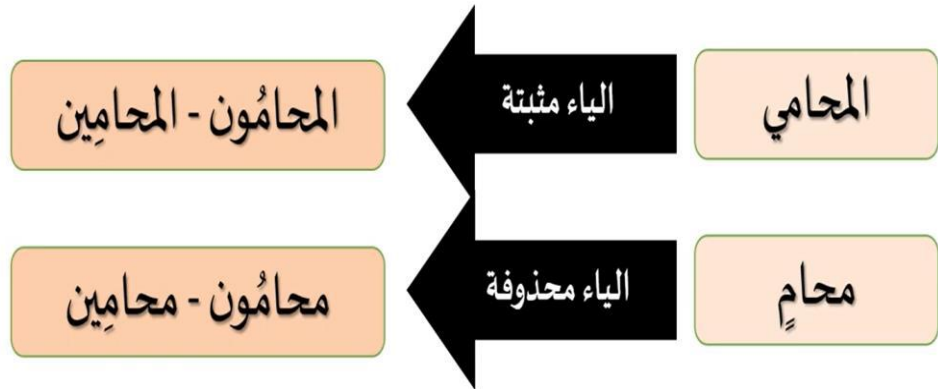 المحامي
الياء مثبتة
المحامُون - المحامِين
محامٍ
الياء محذوفة
محامُون - محامِين